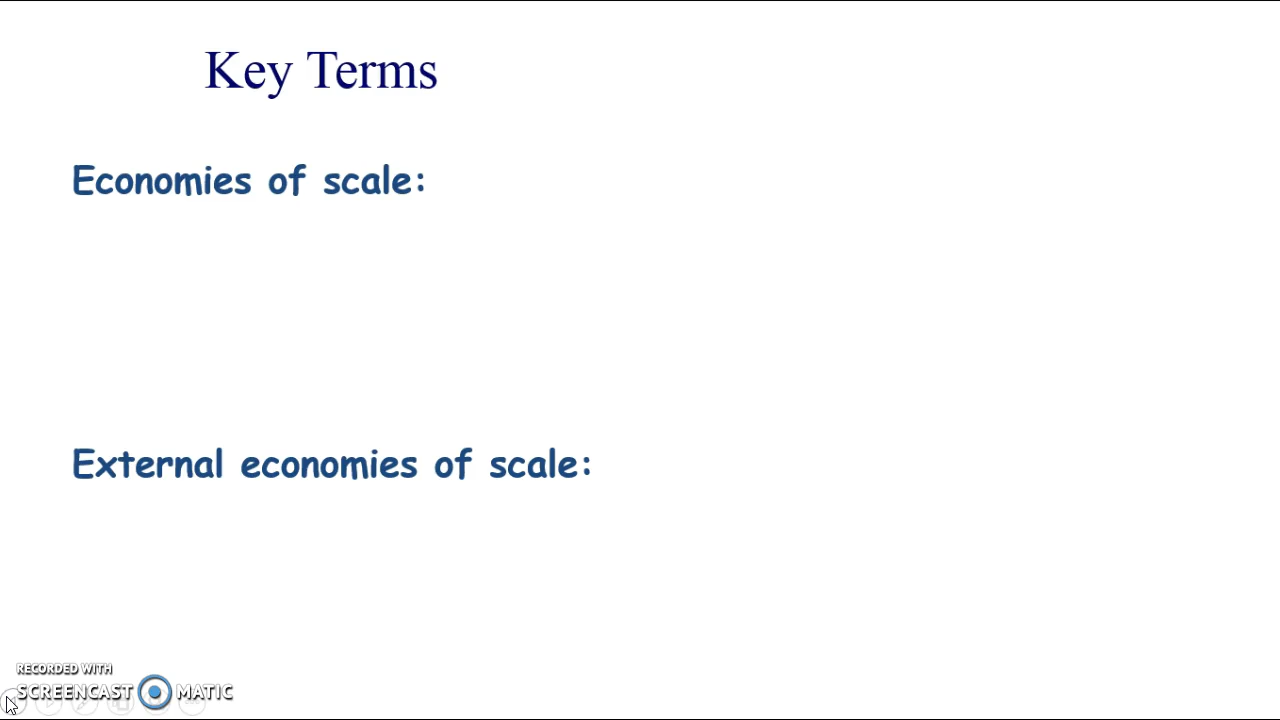 Key Terms
Economies of scale:
External economies of scale:
RECORDED WITH
SCREENCAST MATIC